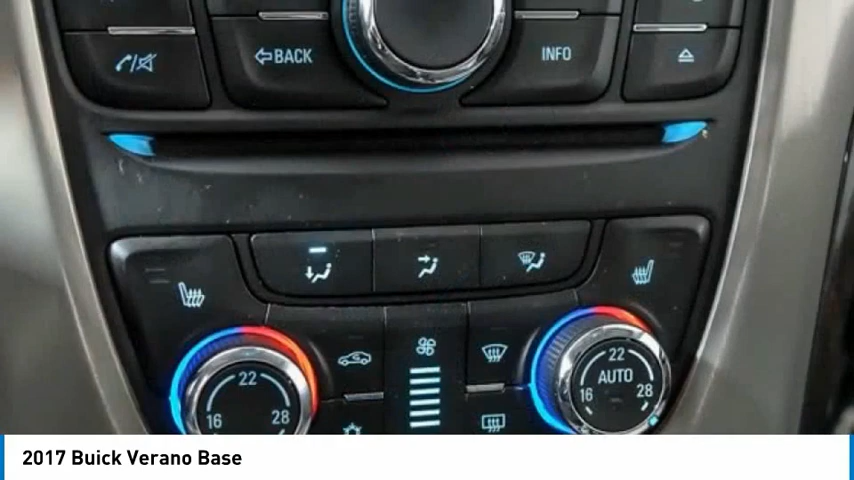 BACK
INFO
22
16
28
22
AUTO
16
28
2017 Buick Verano Base